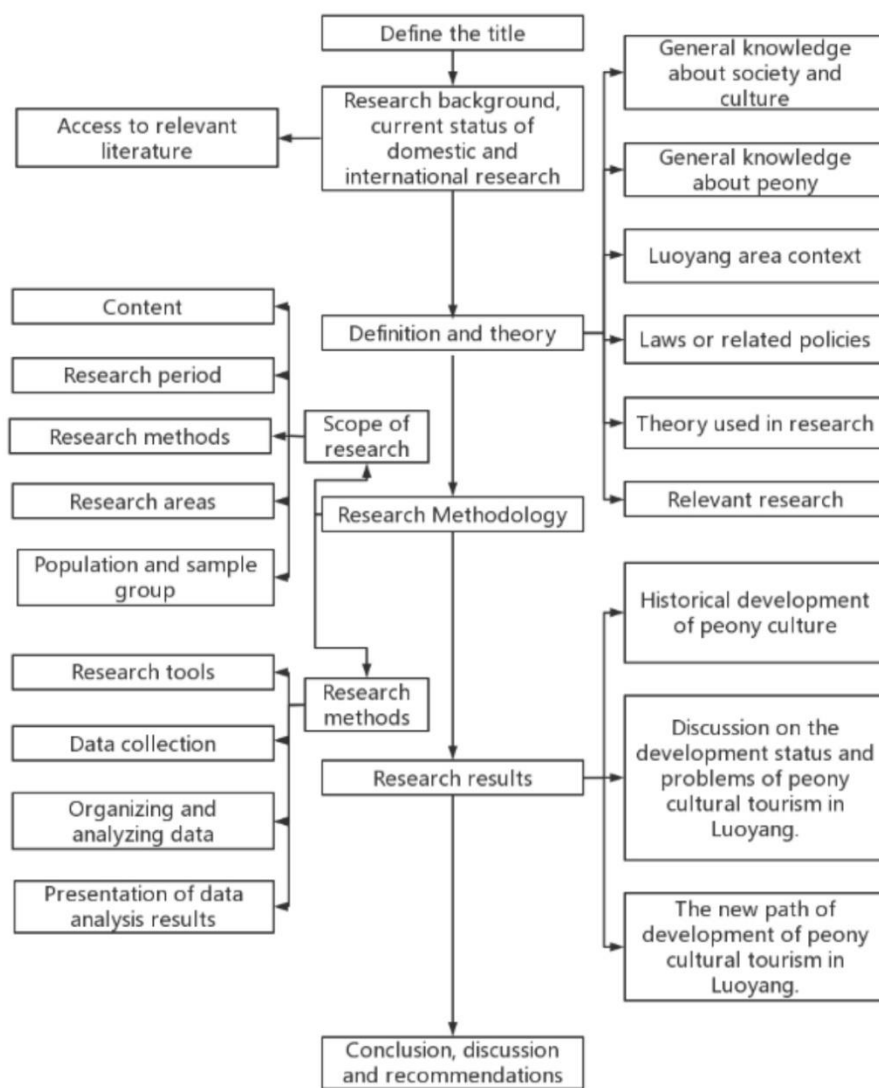 Define the title
Research background,
current status of
domestic and
international research
Access to relevant
literature
General knowledge
about society and
culture
General knowledge
about peony
Luoyang area context
Definition and theory
Laws or related policies
Theory used in research
Relevant research
Content
Research period
Research methods
Research areas
Population and sample
group
Scope of
research
Research Methodology
Research tools
Data collection
Organizing and
analyzing data
Presentation of data
analysis results
Research
methods
Research results
Historical development
of peony culture
Discussion on the
development status and
problems of peony
cultural tourism in
Luoyang.
The new path of
development of peony
cultural tourism in
Luoyang.
Conclusion, discussion
and recommendations